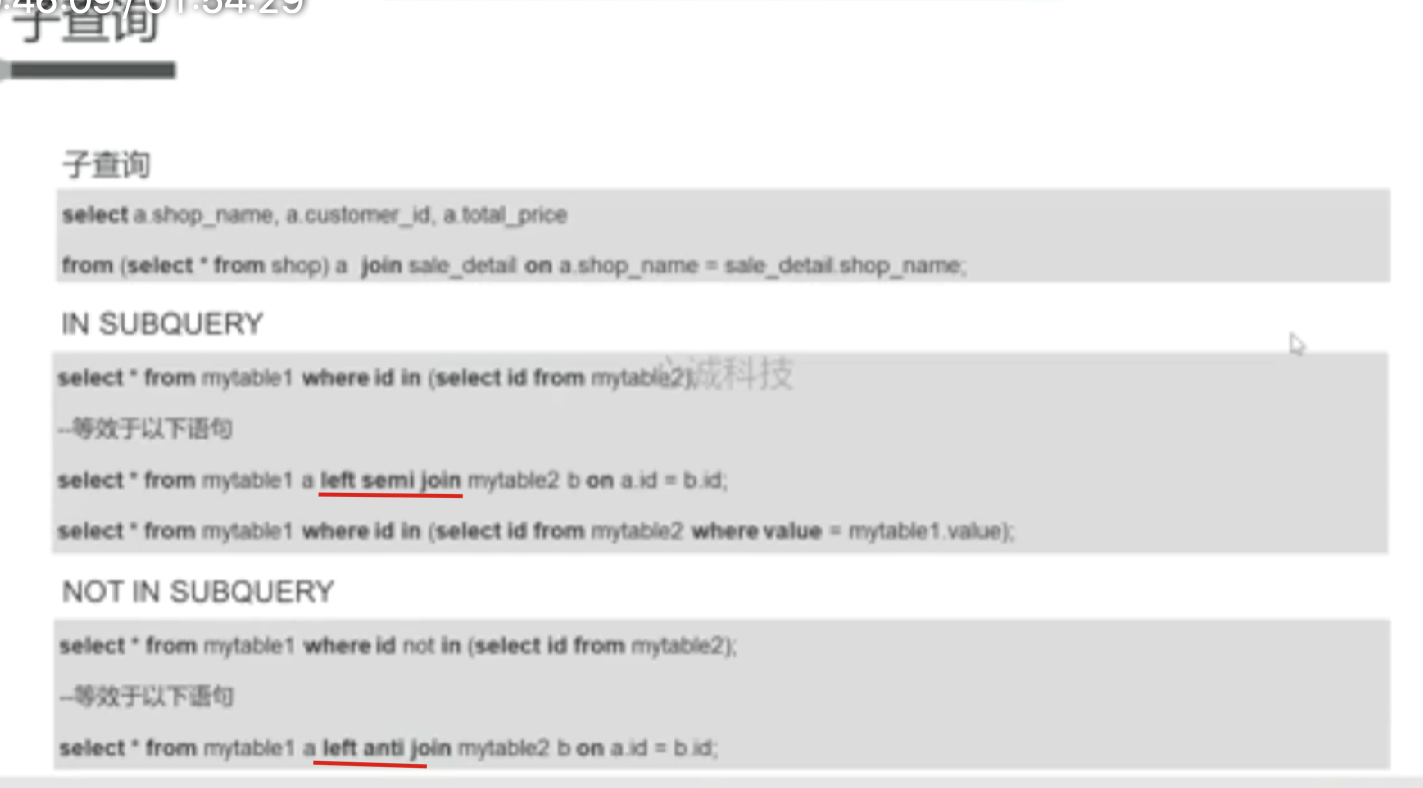 :46:09 / 01:54:29
子查询
子查询
select a.shop_name, a.customer_id, a.total_price
from (select * from shop) a join sale_detail on a.shop_name = sale_detail.shop_name;
IN SUBQUERY
select * from mytable1 where id in (select id from mytable2);
心诚科技
--等效于以下语句
select * from mytable1 a left semi join mytable2 b on a.id = b.id;
select * from mytable1 where id in (select id from mytable2 where value = mytable1.value);
NOT IN SUBQUERY
select * from mytable1 where id not in (select id from mytable2);
--等效于以下语句
select * from mytable1 a left anti join mytable2 b on a.id = b.id;